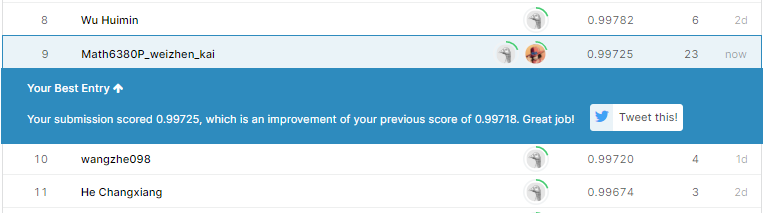 8 Wu Huimin 0.99782 6 2d
9 Math6380P_weizhen_kai 0.99725 23 now
Your Best Entry ↑
Your submission scored 0.99725, which is an improvement of your previous score of 0.99718. Great job! Tweet this!
10 wangzhe098 0.99720 4 1d
11 He Changxiang 0.99674 3 2d